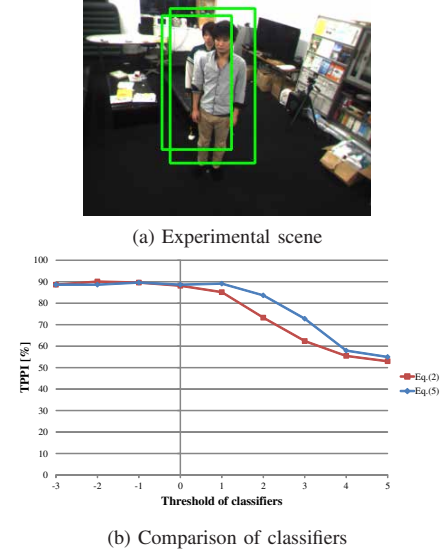 (a) Experimental scene
100
90
80
70
60
50
40
30
20
10
0
TPPI [%]
-3 -2 -1 0 1 2 3 4 5
Threshold of classifiers
Eq.(2)
Eq.(5)
(b) Comparison of classifiers